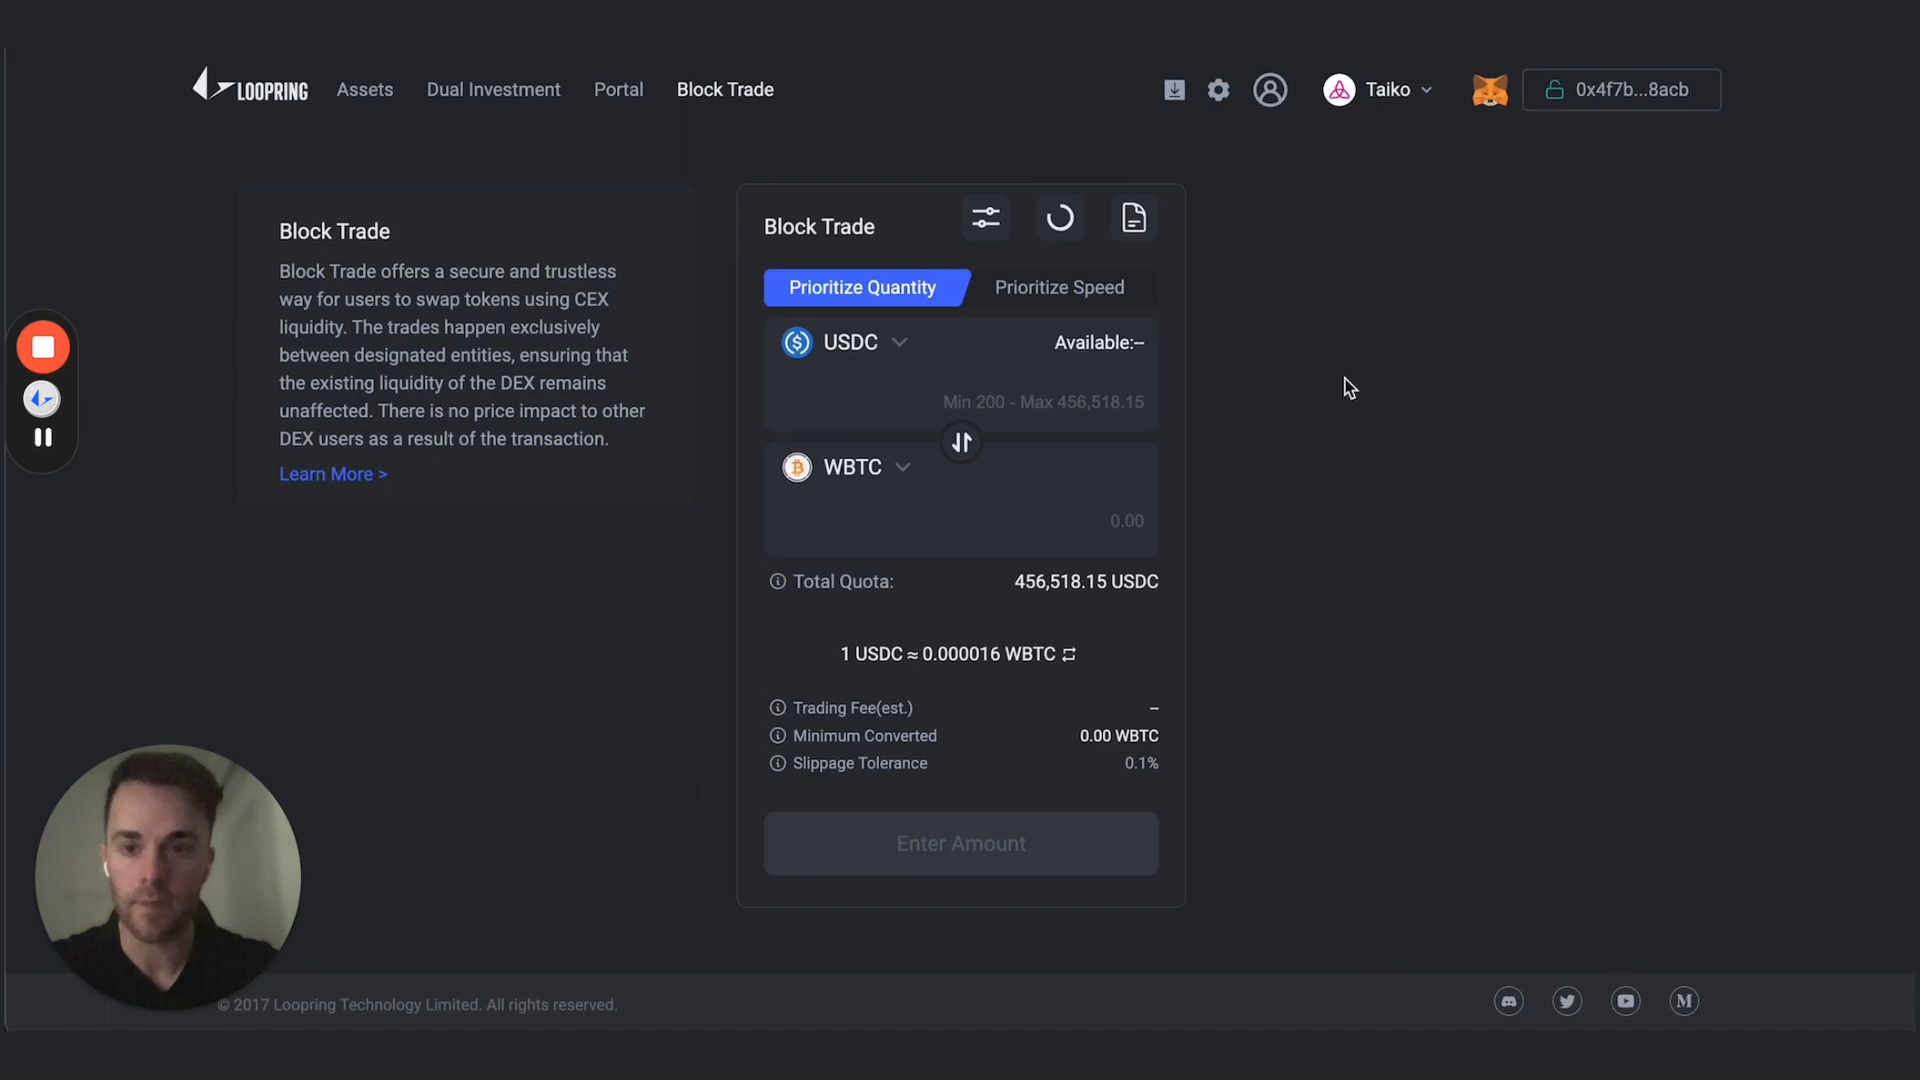 LOOPRING Assets Dual Investment Portal Block Trade Taiko 0x4f7b...8acb
Block Trade
Block Trade offers a secure and trustless
way for users to swap tokens using CEX
liquidity. The trades happen exclusively
between designated entities, ensuring that
the existing liquidity of the DEX remains
unaffected. There is no price impact to other
DEX users as a result of the transaction.
Learn More >
Block Trade
Prioritize Quantity Prioritize Speed
USDC Available:--
Min 200 - Max 456,518.15
WBTC
0.00
Total Quota: 456,518.15 USDC
1 USDC ≈ 0.000016 WBTC
Trading Fee(est.) --
Minimum Converted 0.00 WBTC
Slippage Tolerance 0.1%
Enter Amount
© 2017 Loopring Technology Limited. All rights reserved.